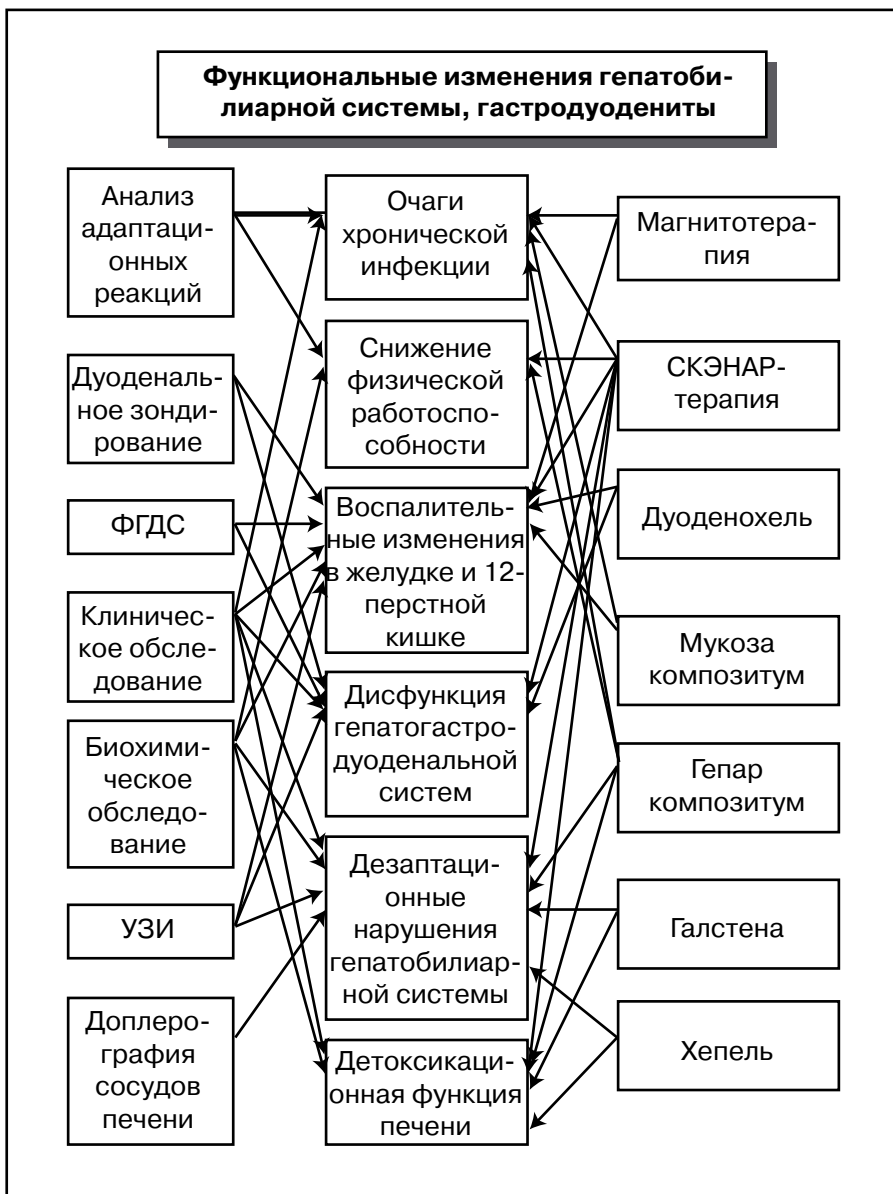 Функциональные изменения гепатоби-
лиарной системы, гастродуодениты
Анализ
адаптаци-
онных
реакций
Дуоденаль-
ное зонди-
рование
ФГДС
Клиничес-
кое обсле-
дование
Биохими-
ческое
обследо-
вание
УЗИ
Доплеро-
графия
сосудов
печени
Очаги
хронической
инфекции
Снижение
физической
работоспо-
собности
Воспалитель-
ные изменения
в желудке и 12-
перстной
кишке
Дисфункция
гепатогастро-
дуоденальной
систем
Дезаптаци-
онные
нарушения
гепатобилиар-
ной системы
Детоксикаци-
онная функция
печени
Магнитотера-
пия
СКЭНАР-
терапия
Дуоденохель
Мукоза
композитум
Гепар
композитум
Галстена
Хепель